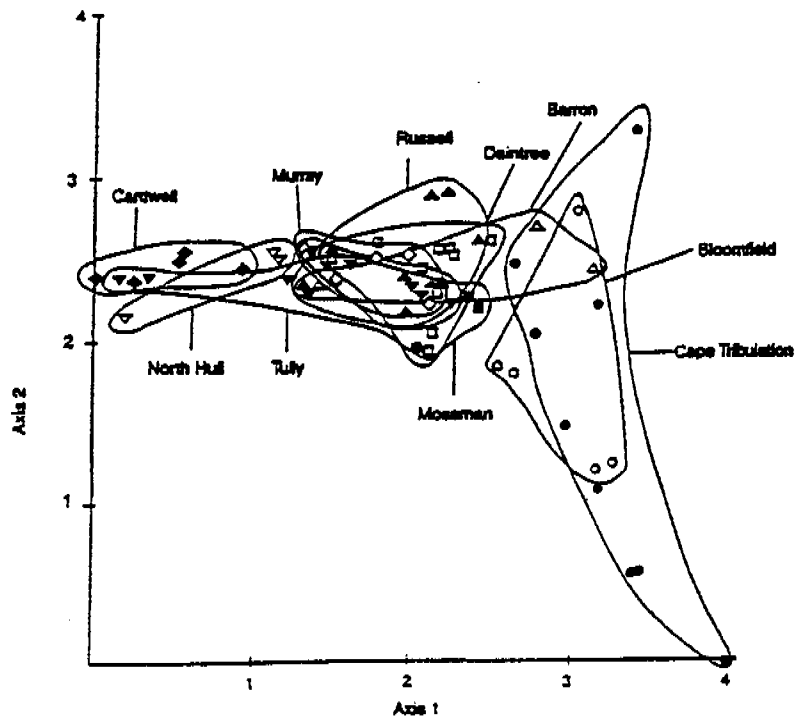 4
Barron
Russell
Daintree
3
Murray
Cardwell
Bloomfield
2
North Hull
Tully
Cape Tribulation
Mossman
Axis 2
1
1
2
3
4
Axis 1